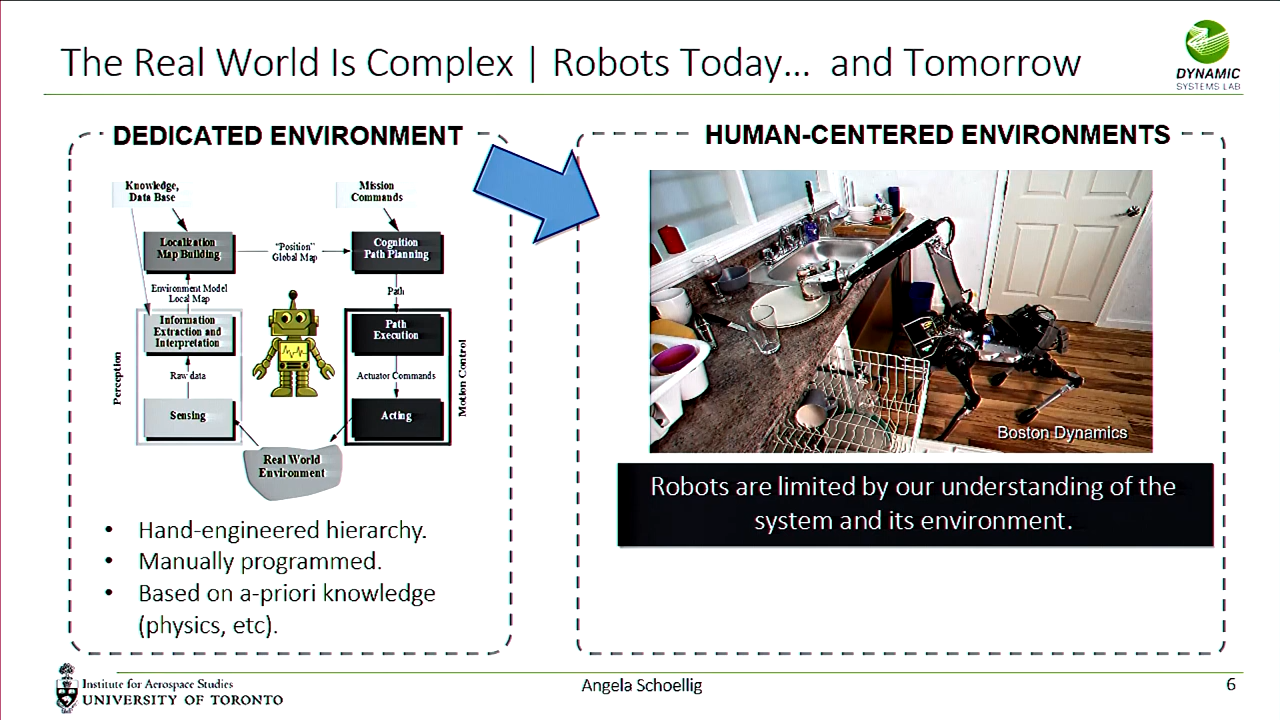 The Real World Is Complex | Robots Today... and Tomorrow
DYNAMIC
SYSTEMS LAB
DEDICATED ENVIRONMENT
Knowledge,
Data Base
Mission
Commands
Localization
Map Building
"Position"
Global Map
Cognition
Path Planning
Environment Model
Local Map
Path
Information
Extraction and
Interpretation
Path
Execution
Perception
Raw data
Actuator Commands
Motion Control
Sensing
Acting
Real World
Environment
• Hand-engineered hierarchy.
• Manually programmed.
• Based on a-priori knowledge
(physics, etc).
HUMAN-CENTERED ENVIRONMENTS
Boston Dynamics
Robots are limited by our understanding of the
system and its environment.
Institute for Aerospace Studies
UNIVERSITY OF TORONTO
Angela Schoellig
6